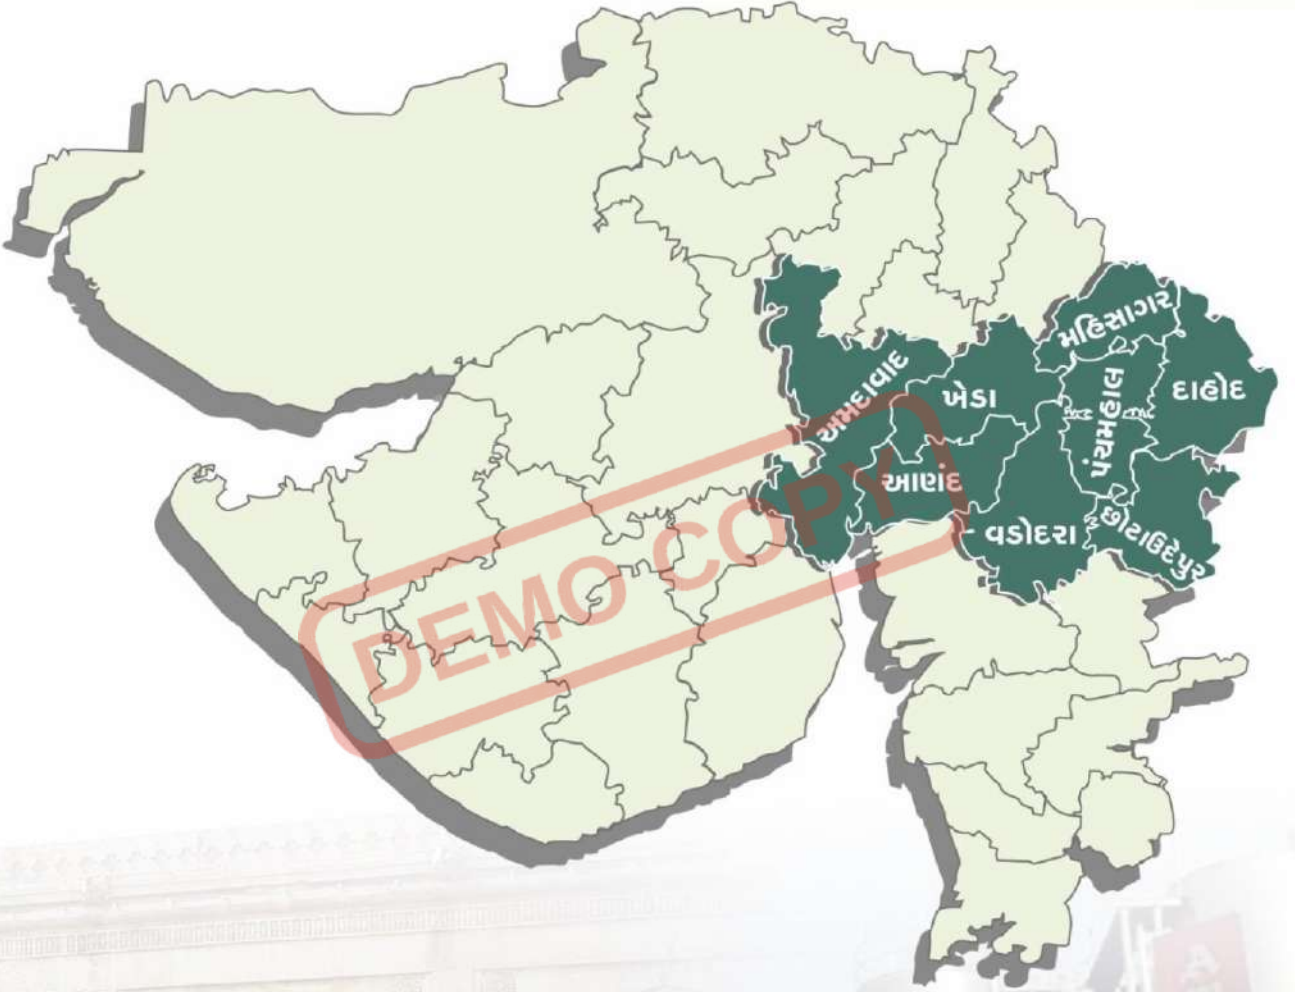 મહિસાગર
દાહોદ
અમદાવાદ
ખેડા
પંચમહાલ
આણંદ
વડોદરા
છોટાઉદેપુર
DEMO COPY